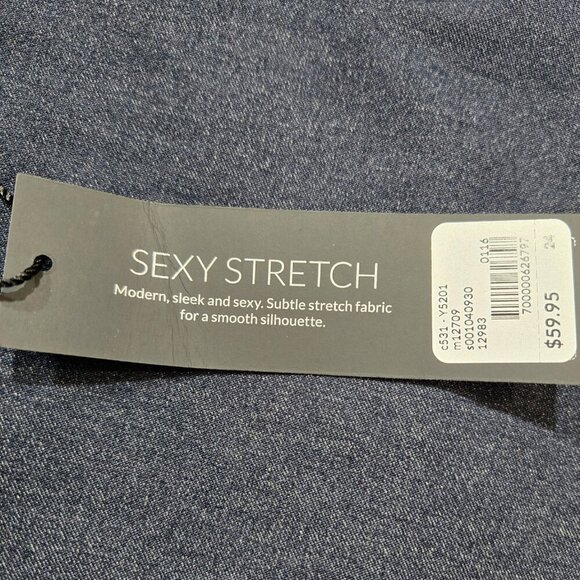 SEXY STRETCH
Modern, sleek and sexy. Subtle stretch fabric
for a smooth silhouette.
c531 - Y5201
m12709
s001040930
12983
0116
700000626797
24
$59.95